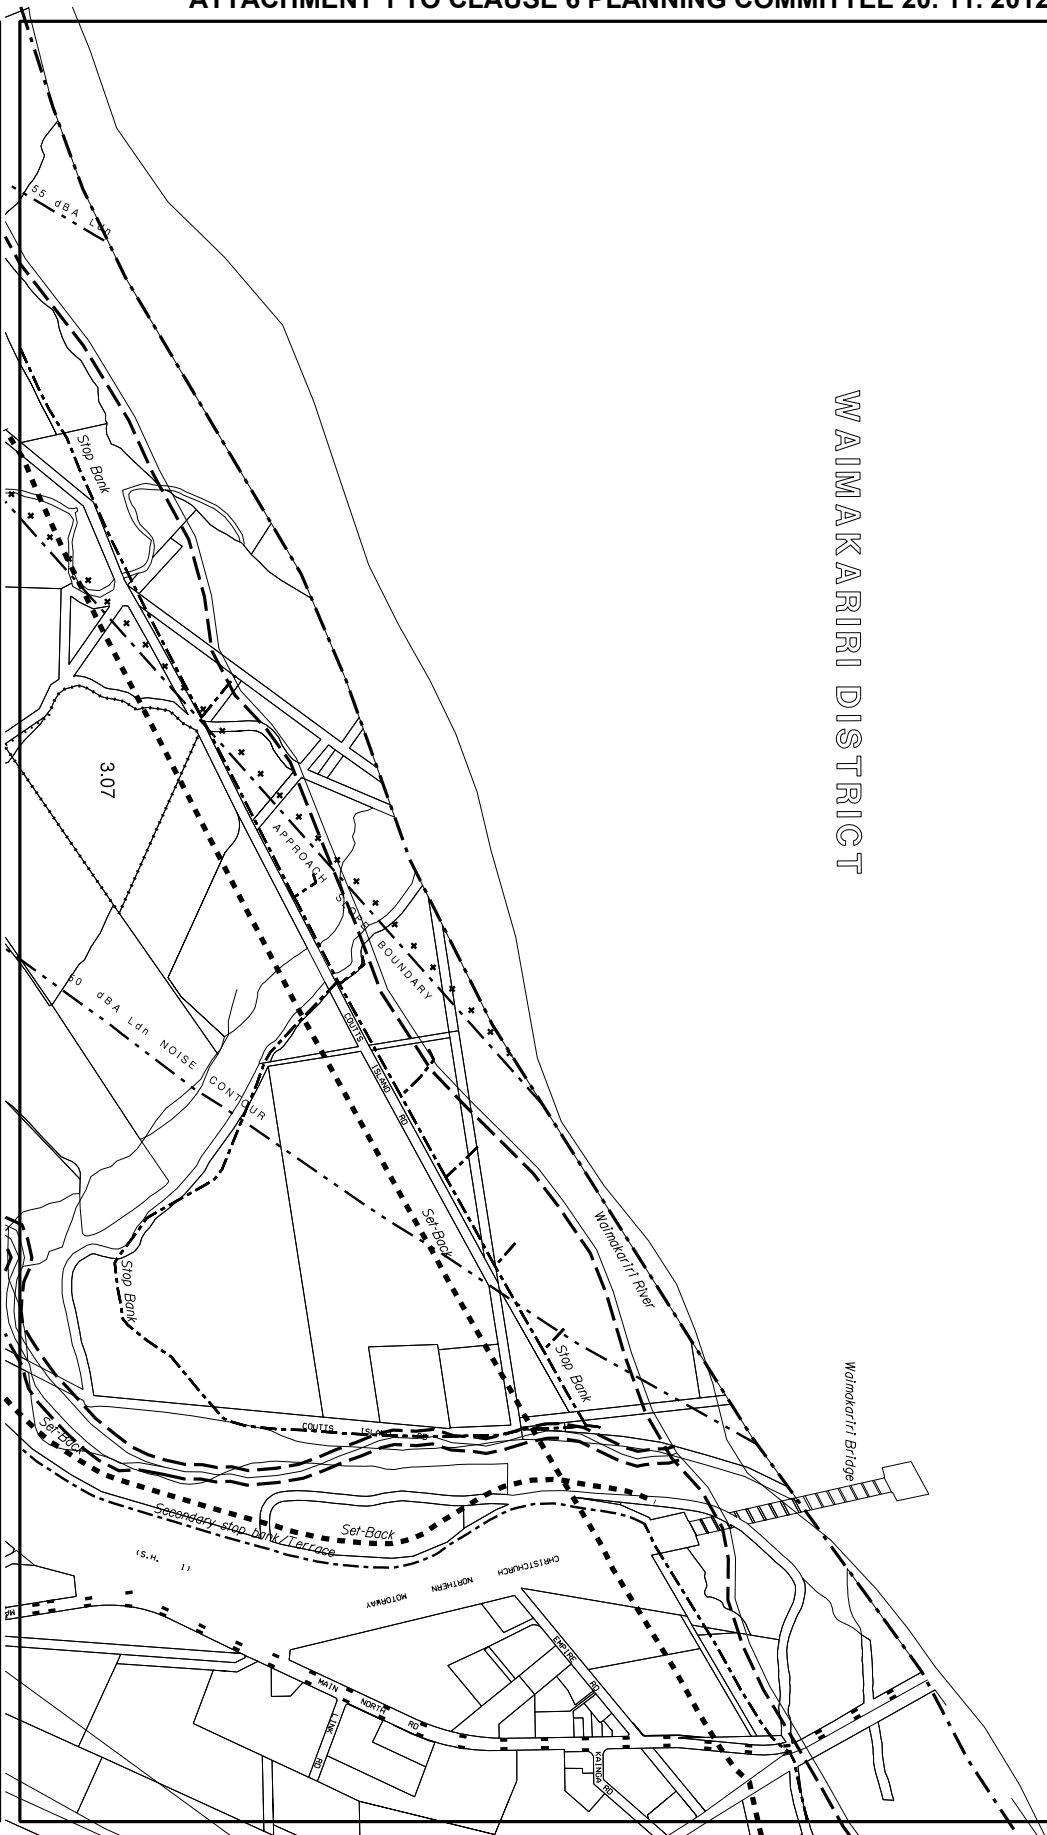 ATTACHMENT 1 TO CLAUSE 6 PLANNING COMMITTEE 20. 11. 2012
55 dBA Ldn
WAIMAKARIRI DISTRICT
Stop Bank
3.07
APPROACH SLOPE BOUNDARY
60 dBA Ldn NOISE CONTOUR
COUTTS ISLAND RD
Set-Back
Waimakariri River
Stop Bank
Stop Bank
Waimakariri Bridge
COUTTS ISLAND RD
Set-Back
Secondary stop bank/Terrace
Set-Back
(S.H. 1)
CHRISTCHURCH NORTHERN MOTORWAY
EMPIRE RD
MAIN NORTH RD
LINK RD
KAINGA RD